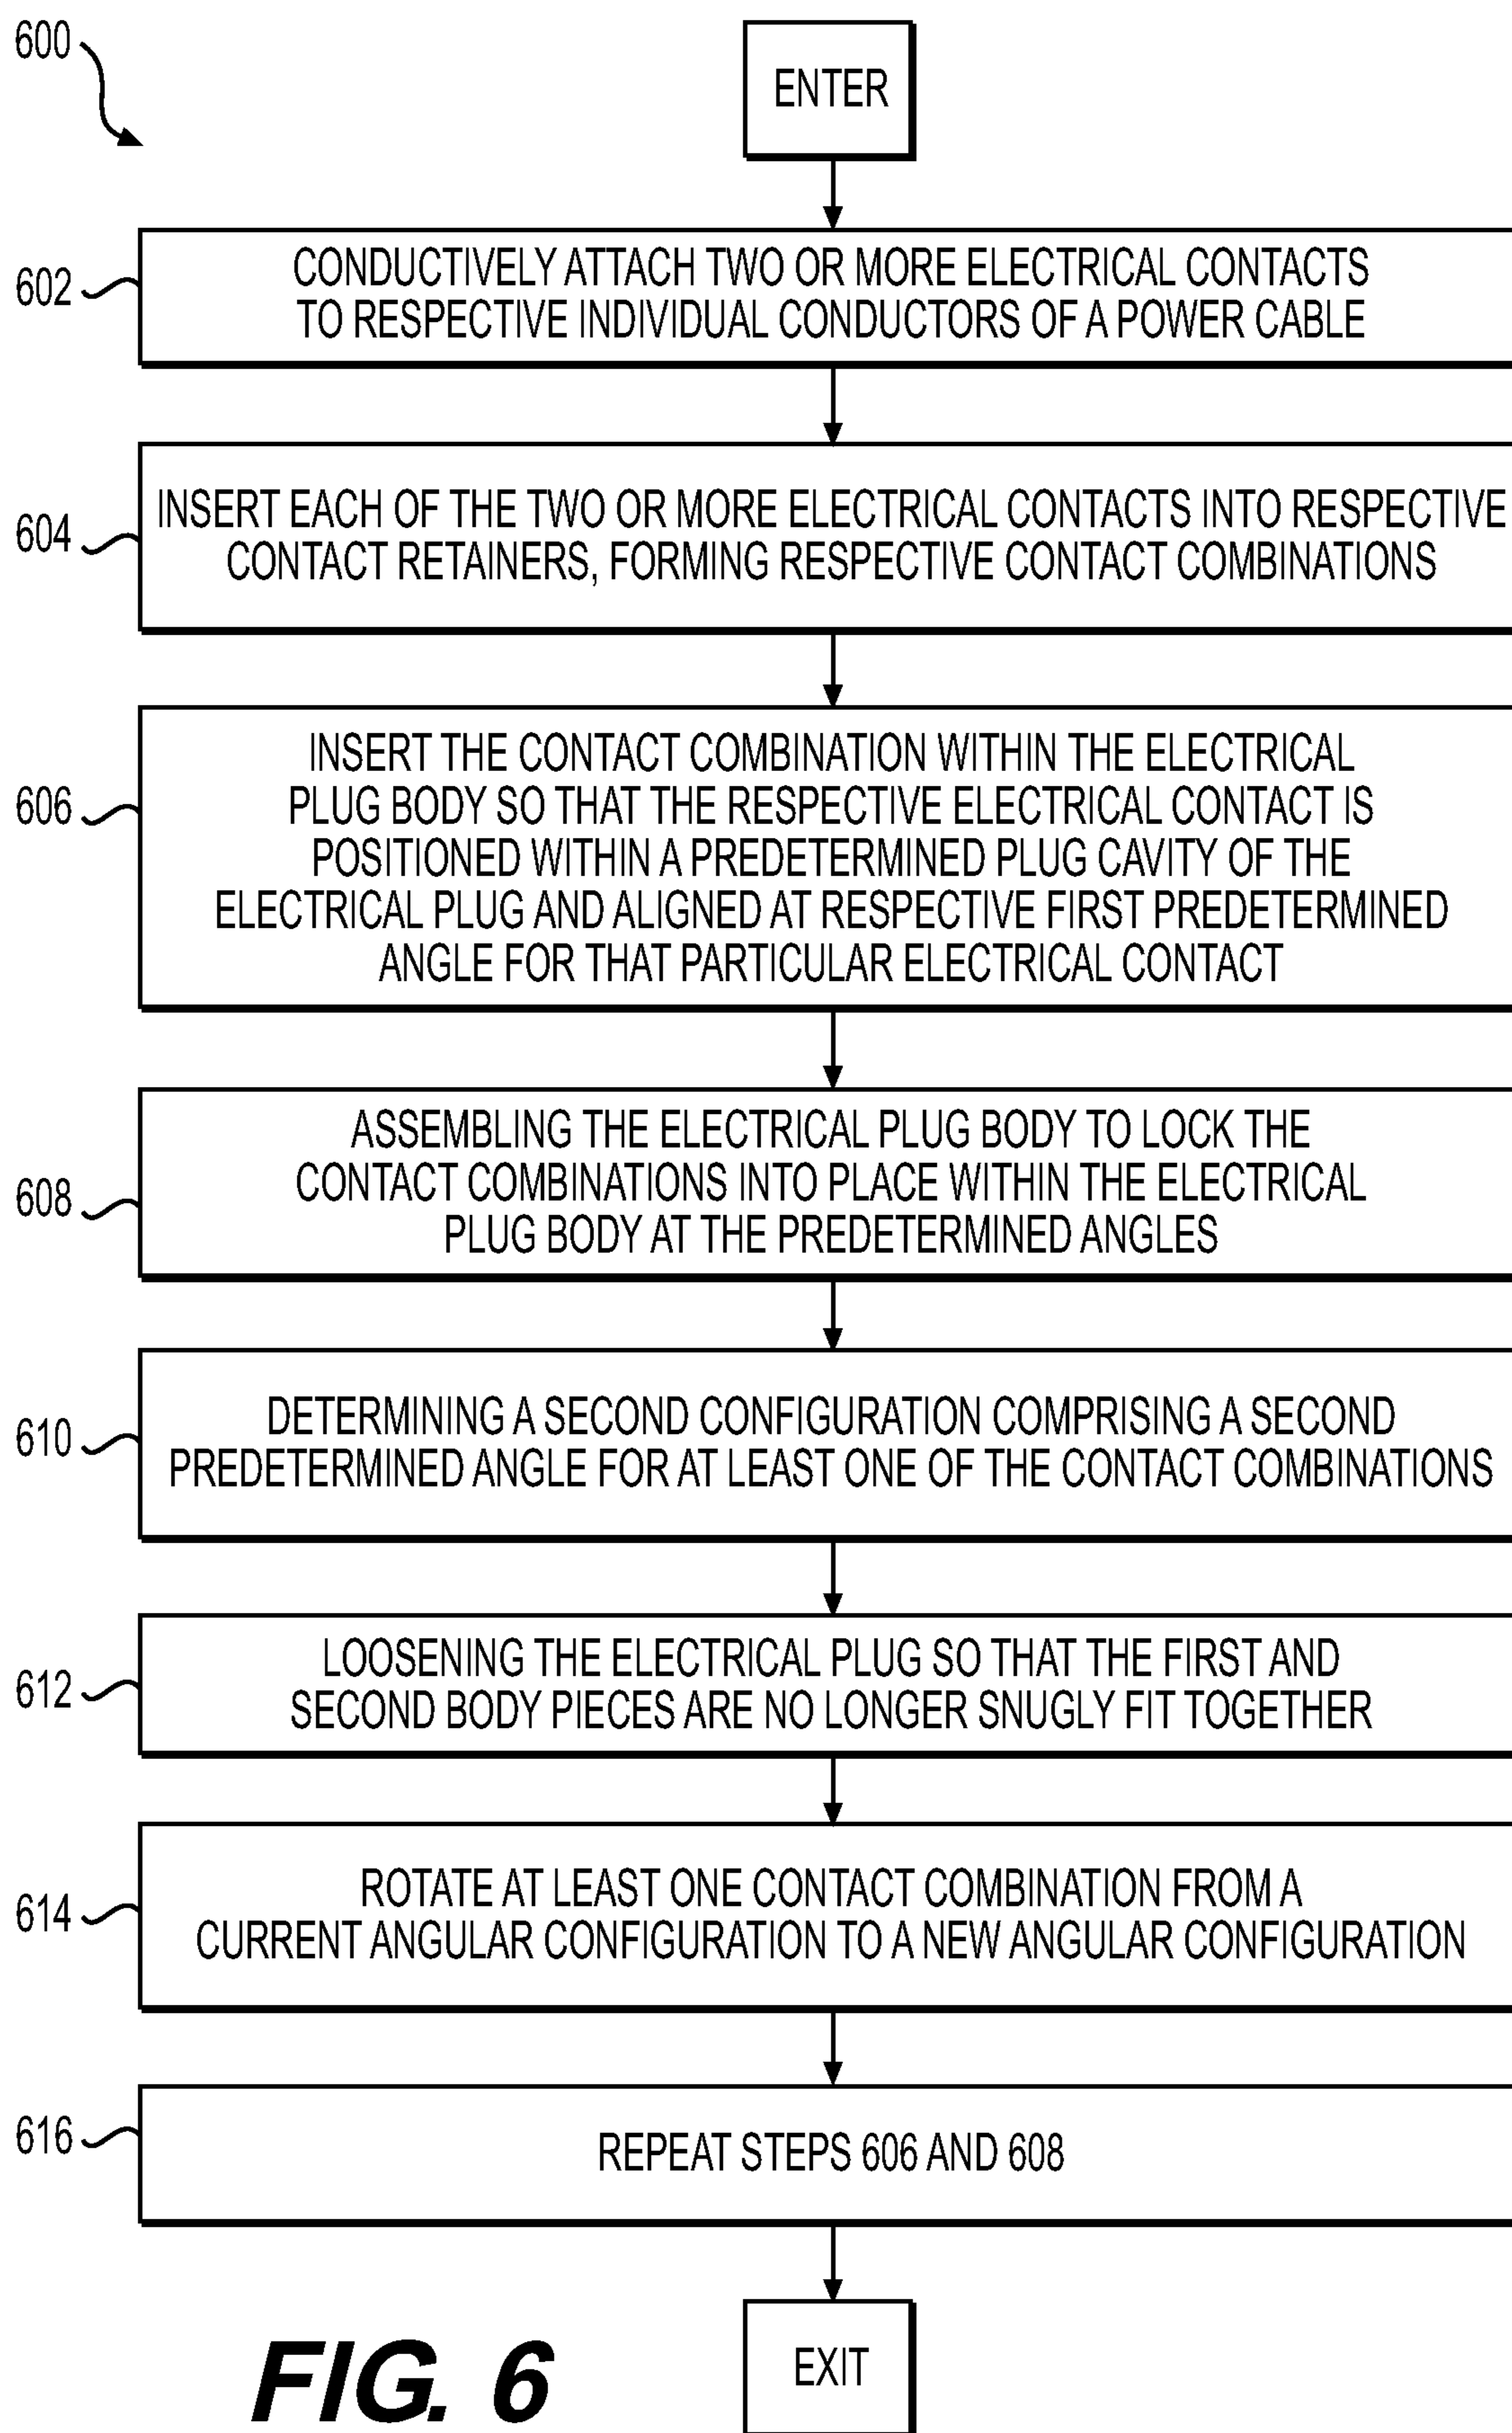 600
ENTER
602
CONDUCTIVELY ATTACH TWO OR MORE ELECTRICAL CONTACTS
TO RESPECTIVE INDIVIDUAL CONDUCTORS OF A POWER CABLE
604
INSERT EACH OF THE TWO OR MORE ELECTRICAL CONTACTS INTO RESPECTIVE
CONTACT RETAINERS, FORMING RESPECTIVE CONTACT COMBINATIONS
606
INSERT THE CONTACT COMBINATION WITHIN THE ELECTRICAL
PLUG BODY SO THAT THE RESPECTIVE ELECTRICAL CONTACT IS
POSITIONED WITHIN A PREDETERMINED PLUG CAVITY OF THE
ELECTRICAL PLUG AND ALIGNED AT RESPECTIVE FIRST PREDETERMINED
ANGLE FOR THAT PARTICULAR ELECTRICAL CONTACT
608
ASSEMBLING THE ELECTRICAL PLUG BODY TO LOCK THE
CONTACT COMBINATIONS INTO PLACE WITHIN THE ELECTRICAL
PLUG BODY AT THE PREDETERMINED ANGLES
610
DETERMINING A SECOND CONFIGURATION COMPRISING A SECOND
PREDETERMINED ANGLE FOR AT LEAST ONE OF THE CONTACT COMBINATIONS
612
LOOSENING THE ELECTRICAL PLUG SO THAT THE FIRST AND
SECOND BODY PIECES ARE NO LONGER SNUGLY FIT TOGETHER
614
ROTATE AT LEAST ONE CONTACT COMBINATION FROM A
CURRENT ANGULAR CONFIGURATION TO A NEW ANGULAR CONFIGURATION
616
REPEAT STEPS 606 AND 608
EXIT
FIG. 6